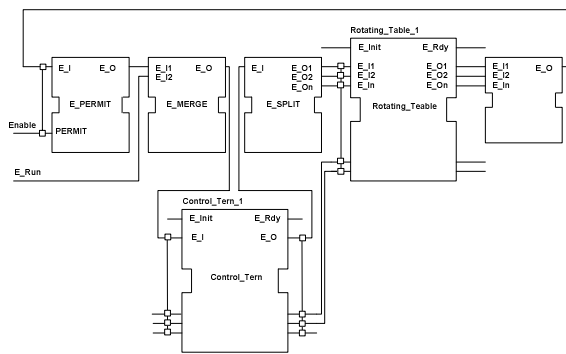 Rotating_Table_1
E_I
E_O
E_PERMIT
PERMIT
Enable
E_Run
E_I1
E_I2
E_O
E_MERGE
E_I
E_O1
E_O2
E_On
E_SPLIT
E_Init
E_Rdy
E_I1
E_I2
E_In
E_O1
E_O2
E_On
Rotating_Teable
E_I1
E_I2
E_In
E_O
Control_Tern_1
E_Init
E_Rdy
E_I
E_O
Control_Tern